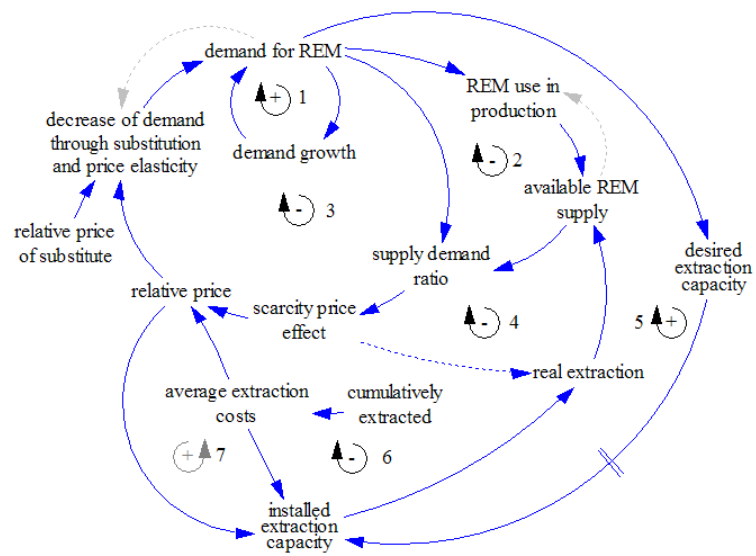 demand for REM
REM use in
production
+ 1
decrease of demand
through substitution
and price elasticity
demand growth
- 2
available REM
supply
- 3
relative price
of substitute
supply demand
ratio
desired
extraction
capacity
relative price
scarcity price
effect
- 4
5 +
real extraction
average extraction
costs
cumulatively
extracted
+ 7
- 6
installed
extraction
capacity